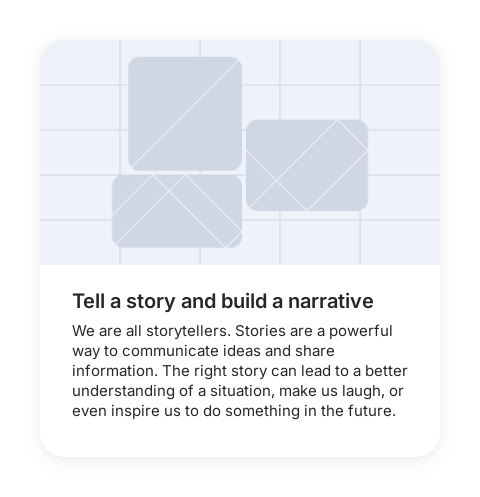 Tell a story and build a narrative
We are all storytellers. Stories are a powerful
way to communicate ideas and share
information. The right story can lead to a better
understanding of a situation, make us laugh, or
even inspire us to do something in the future.